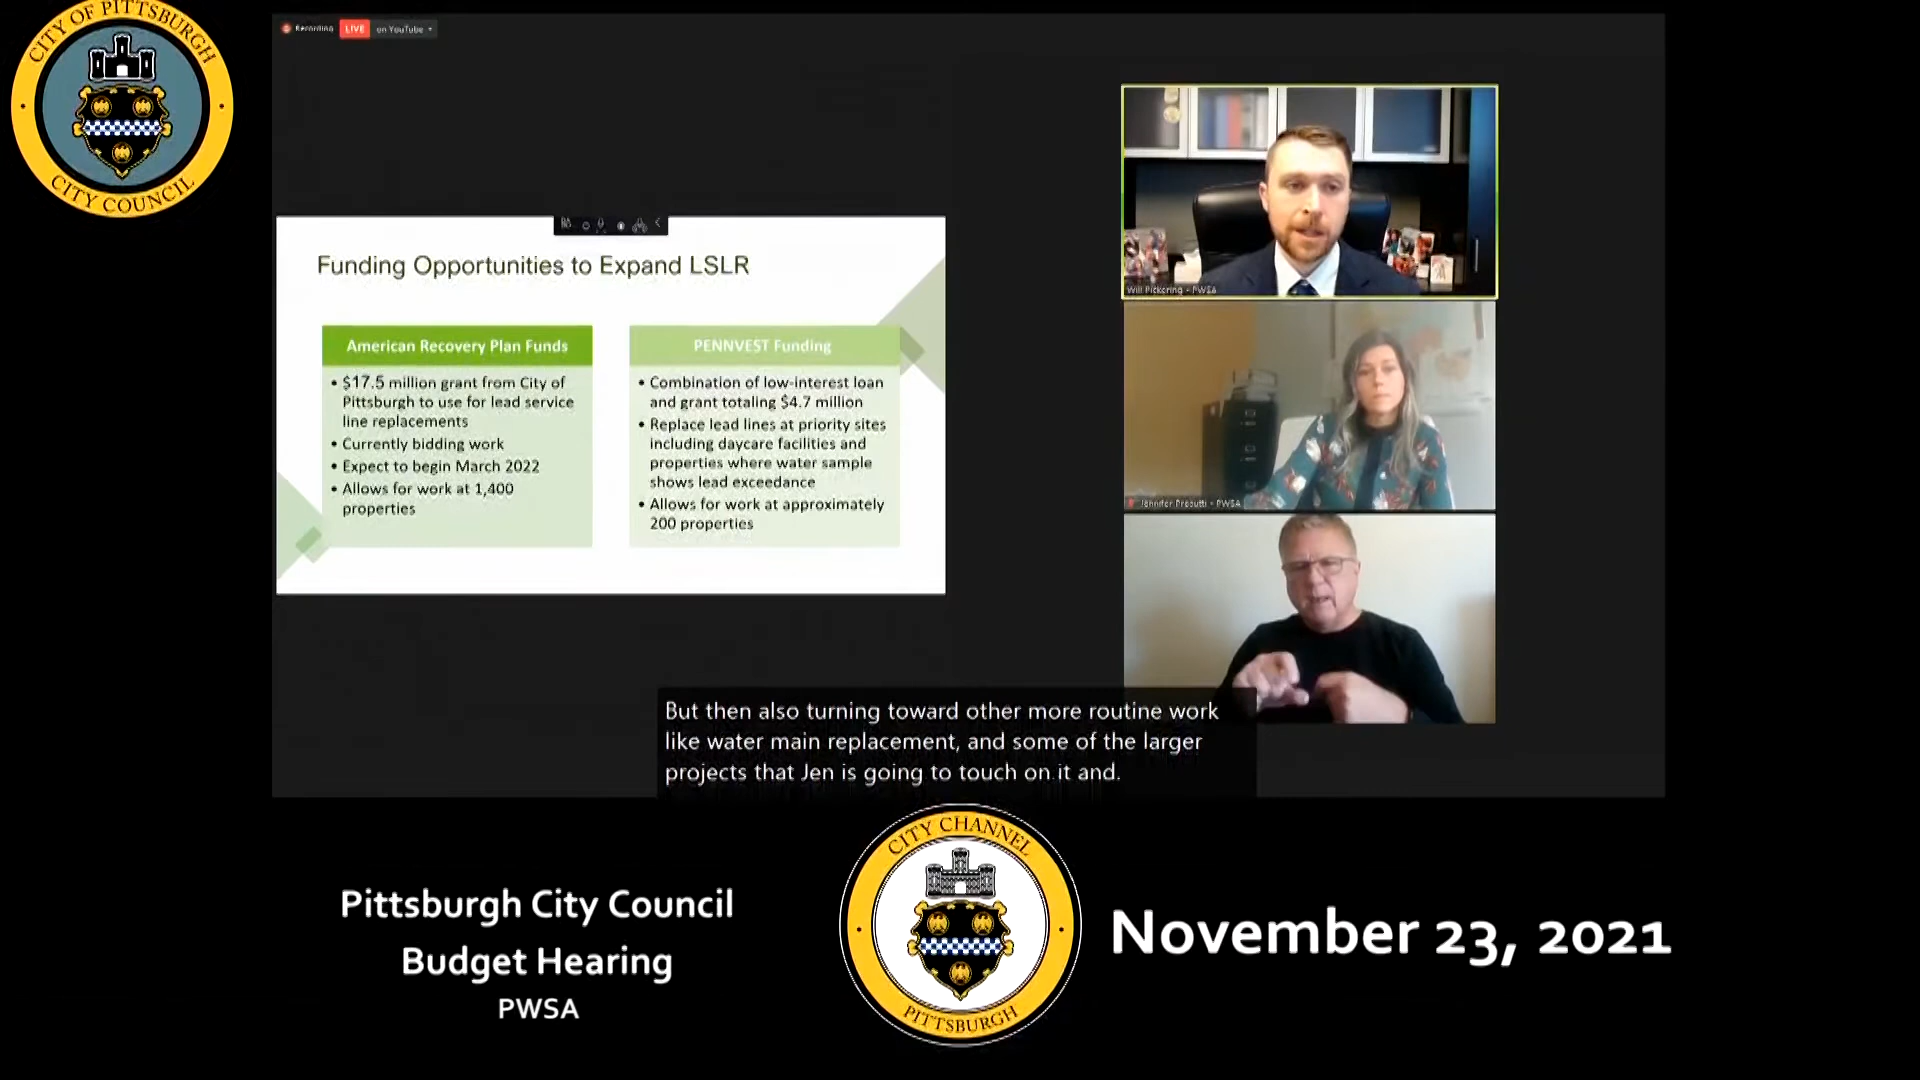 CITY OF PITTSBURGH
CITY COUNCIL
Recording
LIVE
on YouTube
Funding Opportunities to Expand LSLR
American Recovery Plan Funds
• $17.5 million grant from City of
Pittsburgh to use for lead service
line replacements
• Currently bidding work
• Expect to begin March 2022
• Allows for work at 1,400
properties
PENNVEST Funding
• Combination of low-interest loan
and grant totaling $4.7 million
• Replace lead lines at priority sites
including daycare facilities and
properties where water sample
shows lead exceedance
• Allows for work at approximately
200 properties
Will Pickering - PWSA
Jennifer Presutti - PWSA
But then also turning toward other more routine work
like water main replacement, and some of the larger
projects that Jen is going to touch on it and.
Pittsburgh City Council
Budget Hearing
PWSA
CITY CHANNEL
PITTSBURGH
November 23, 2021